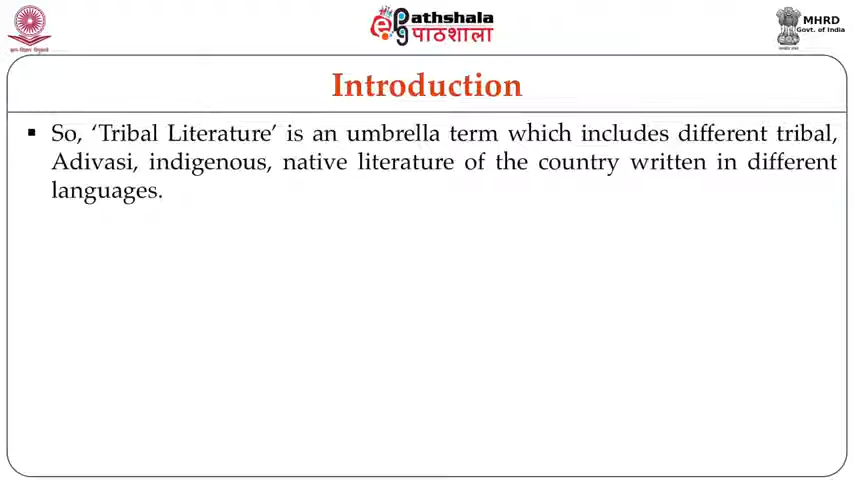 ePathshala
पाठशाला
MHRD
Govt. of India
Introduction
▪ So, ‘Tribal Literature’ is an umbrella term which includes different tribal,
Adivasi, indigenous, native literature of the country written in different
languages.